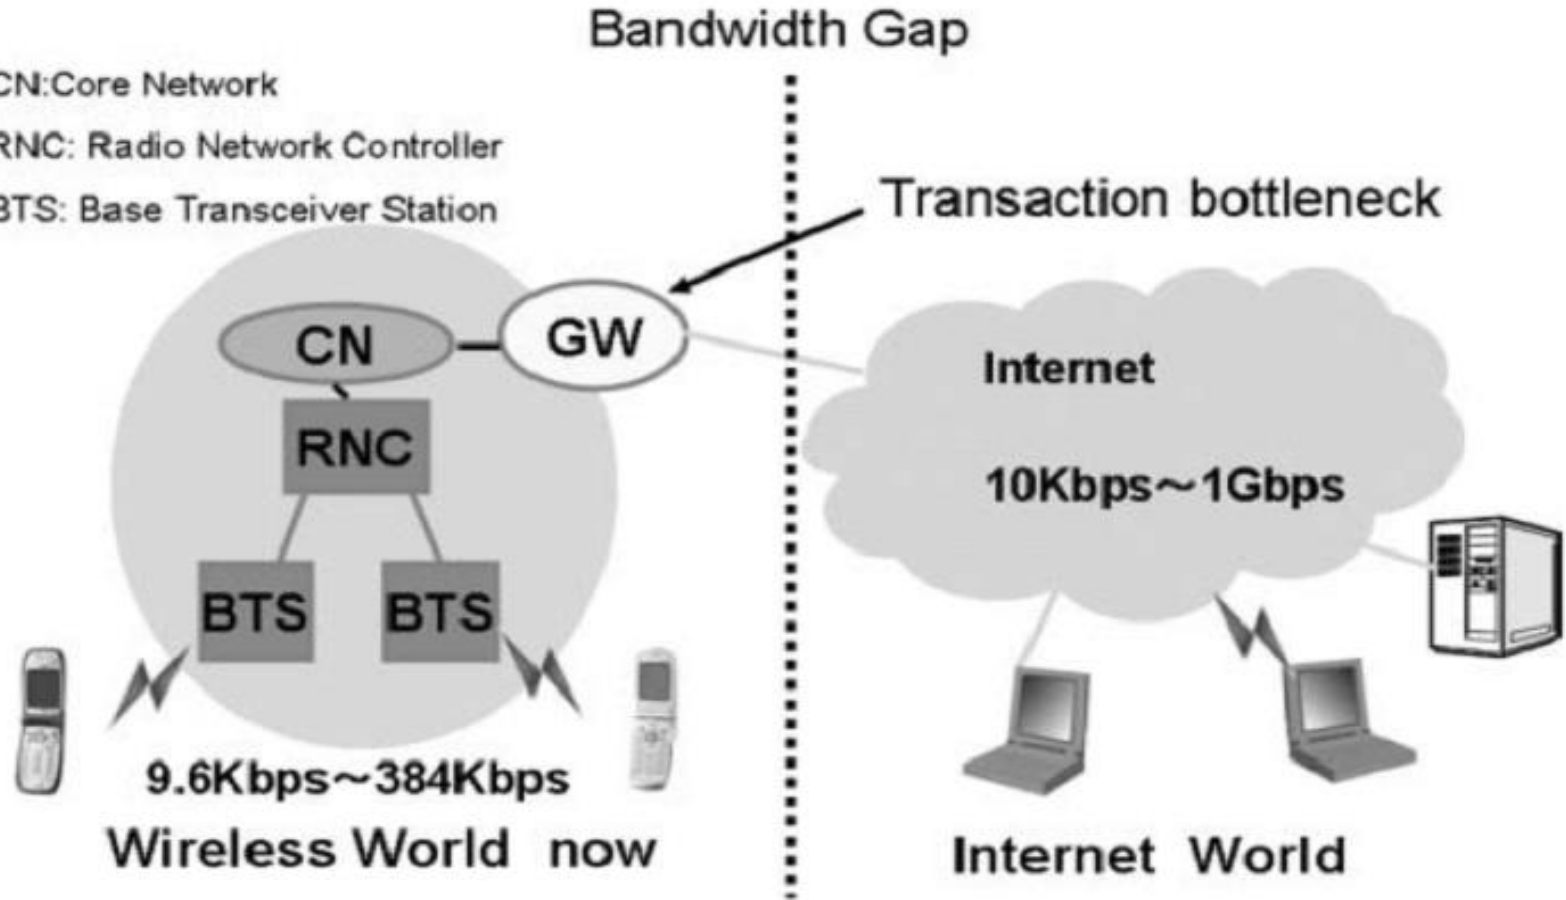 Bandwidth Gap
CN:Core Network
RNC: Radio Network Controller
BTS: Base Transceiver Station
Transaction bottleneck
CN
GW
RNC
BTS
BTS
9.6Kbps～384Kbps
Wireless World now
Internet
10Kbps～1Gbps
Internet World